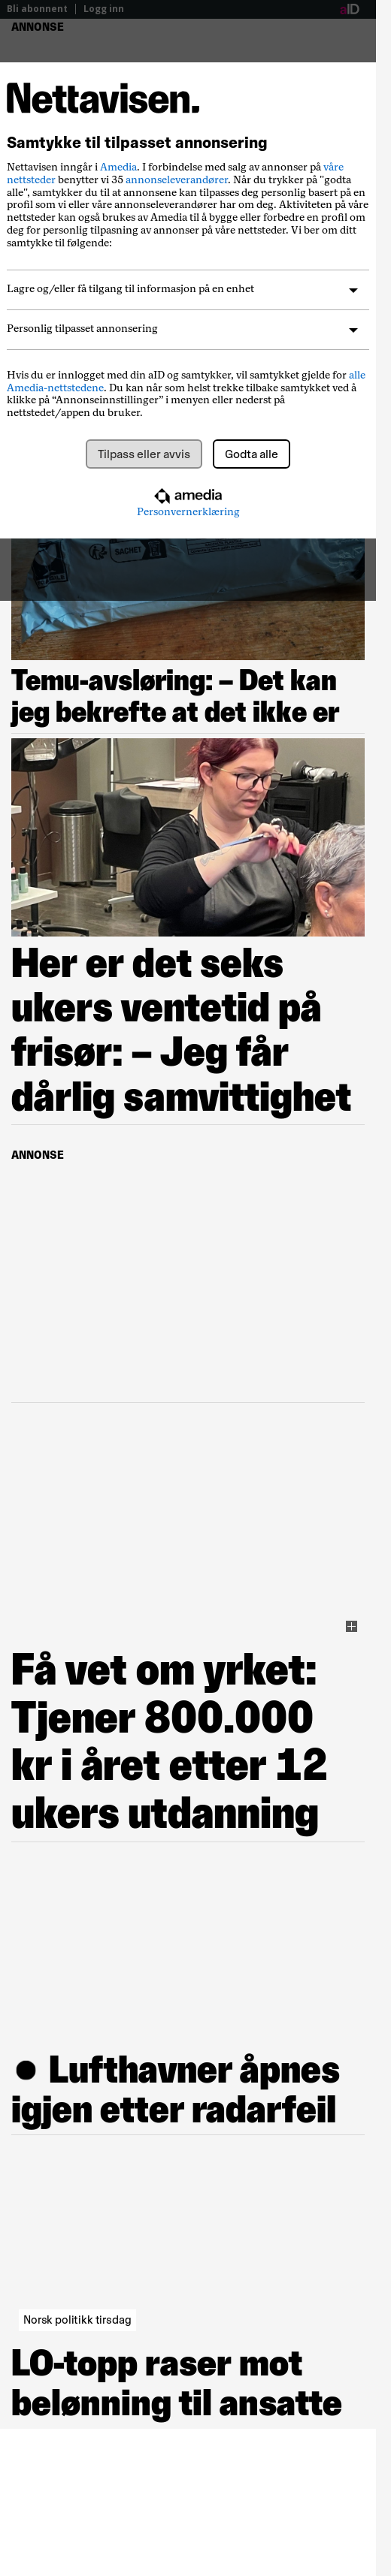 Bli abonnent | Logg inn
aID
ANNONSE
Nettavisen.
Samtykke til tilpasset annonsering
Nettavisen inngår i Amedia. I forbindelse med salg av annonser på våre
nettsteder benytter vi 35 annonseleverandører. Når du trykker på "godta
alle", samtykker du til at annonsene kan tilpasses deg personlig basert på en
profil som vi eller våre annonseleverandører har om deg. Aktiviteten på våre
nettsteder kan også brukes av Amedia til å bygge eller forbedre en profil om
deg for personlig tilpasning av annonser på våre nettsteder. Vi ber om ditt
samtykke til følgende:
Lagre og/eller få tilgang til informasjon på en enhet
Personlig tilpasset annonsering
Hvis du er innlogget med din aID og samtykker, vil samtykket gjelde for alle
Amedia-nettstedene. Du kan når som helst trekke tilbake samtykket ved å
klikke på “Annonseinnstillinger” i menyen eller nederst på
nettstedet/appen du bruker.
Tilpass eller avvis
Godta alle
amedia
Personvernerklæring
SACHET
Temu-avsløring: – Det kan
jeg bekrefte at det ikke er
Her er det seks
ukers ventetid på
frisør: – Jeg får
dårlig samvittighet
ANNONSE
Få vet om yrket:
Tjener 800.000
kr i året etter 12
ukers utdanning
● Lufthavner åpnes
igjen etter radarfeil
Norsk politikk tirsdag
LO-topp raser mot
belønning til ansatte